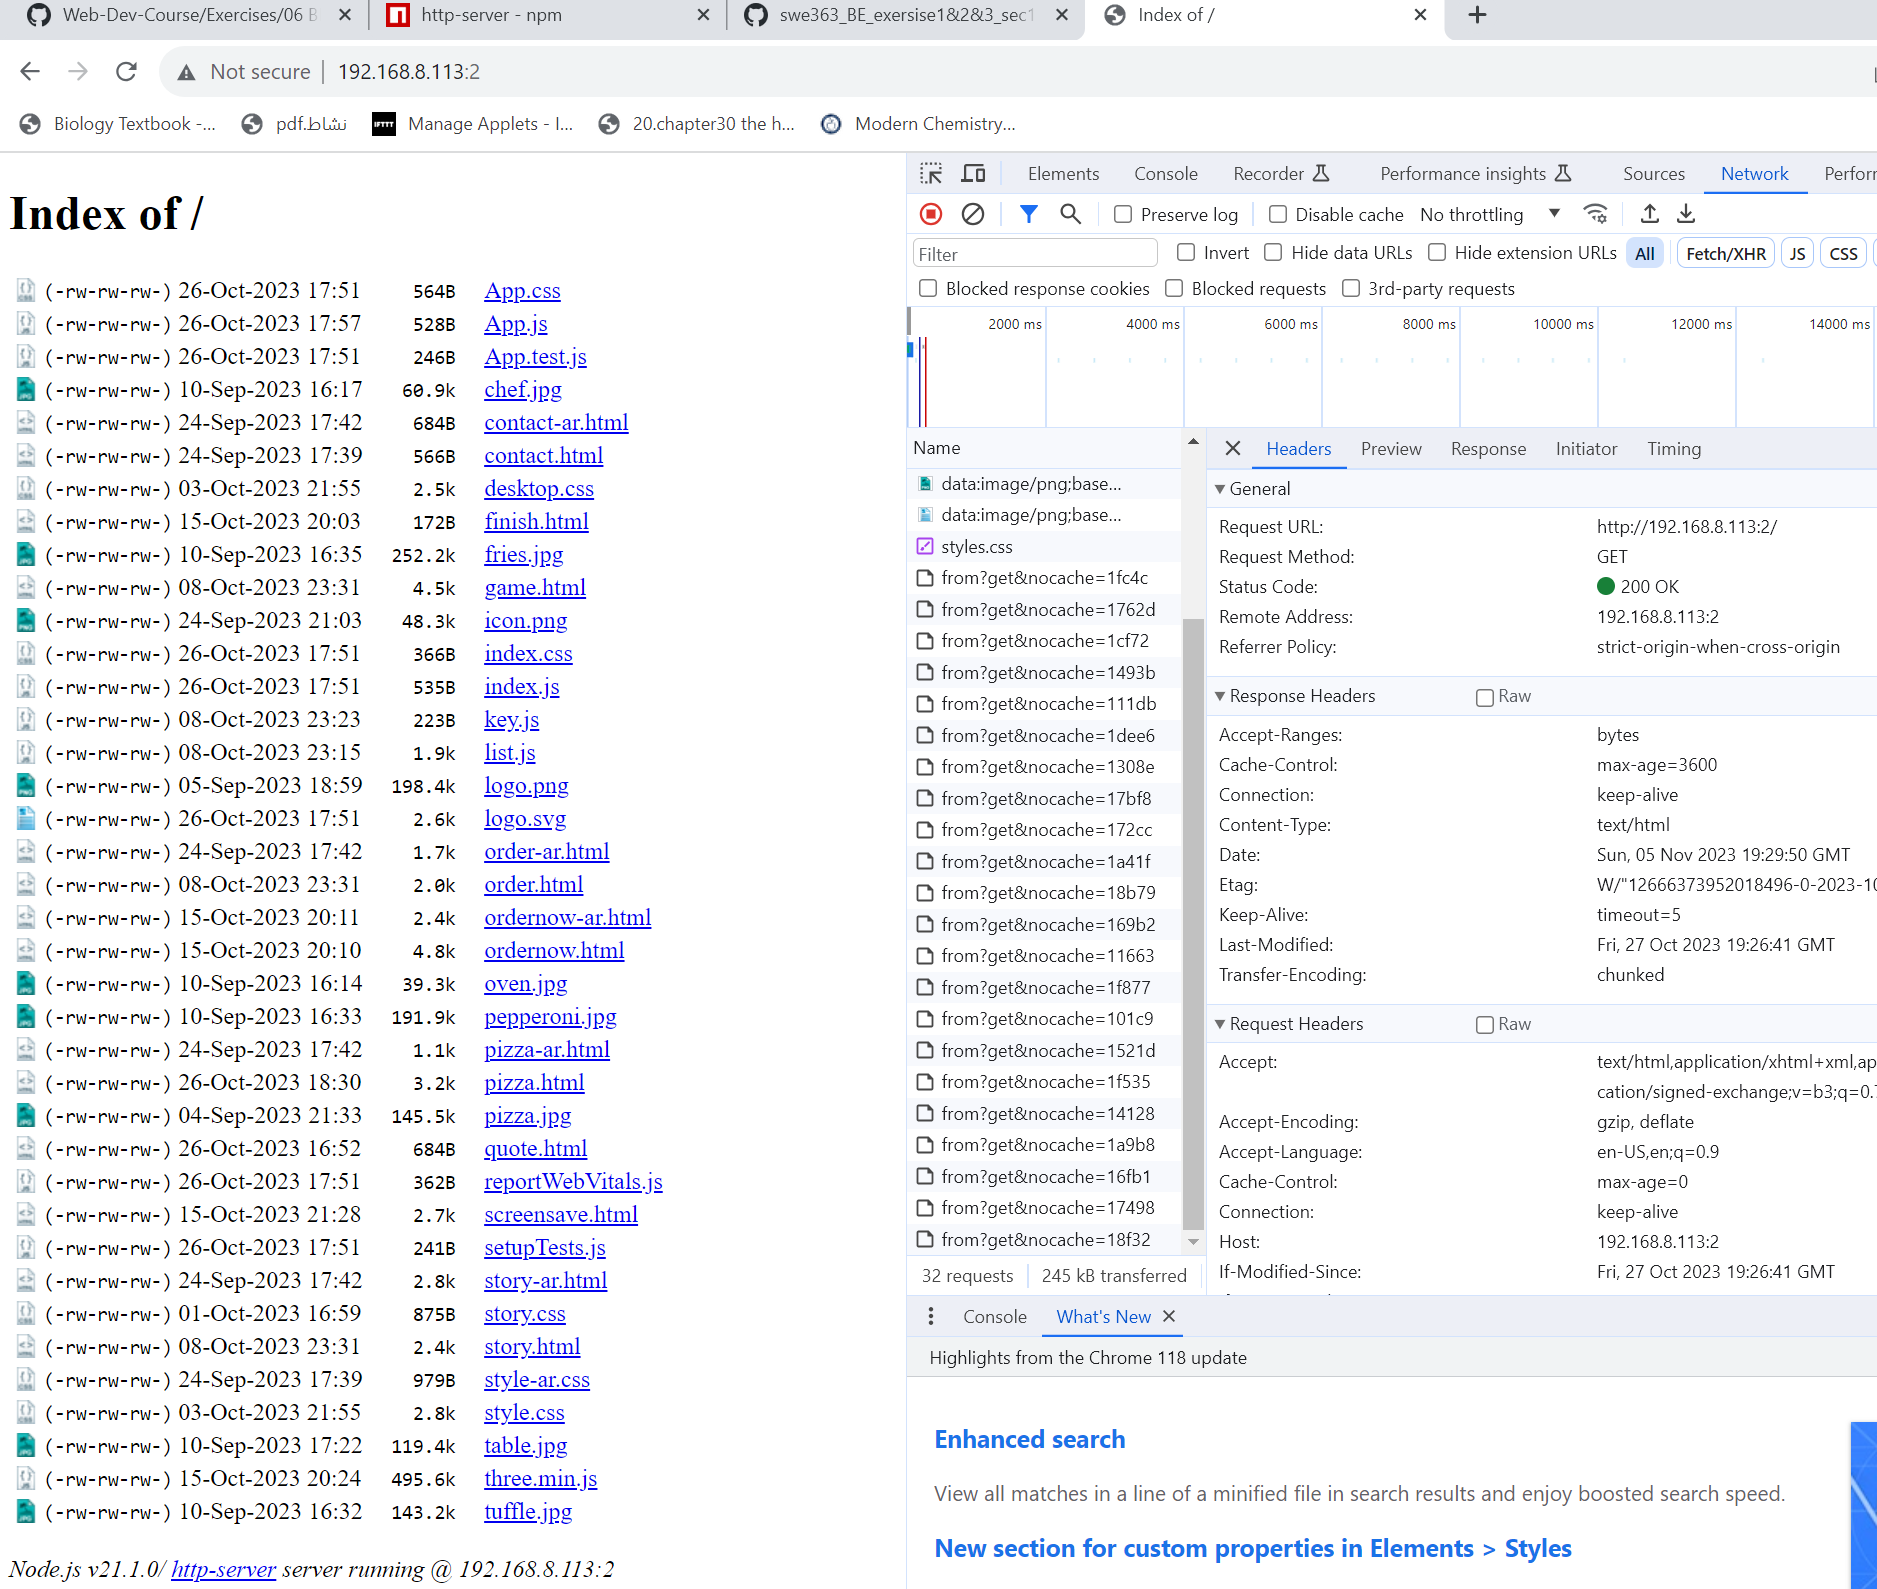 Web-Dev-Course/Exercises/06 B
http-server - npm
swe363_BE_exersise1&2&3_sec1
Index of /
Not secure
192.168.8.113:2
Biology Textbook -...
نشاط.pdf
IFTTT
Manage Applets - I...
20.chapter30 the h...
Modern Chemistry...
Index of /
(-rw-rw-rw-) 26-Oct-2023 17:51 564B App.css
(-rw-rw-rw-) 26-Oct-2023 17:57 528B App.js
(-rw-rw-rw-) 26-Oct-2023 17:51 246B App.test.js
(-rw-rw-rw-) 10-Sep-2023 16:17 60.9k chef.jpg
(-rw-rw-rw-) 24-Sep-2023 17:42 684B contact-ar.html
(-rw-rw-rw-) 24-Sep-2023 17:39 566B contact.html
(-rw-rw-rw-) 03-Oct-2023 21:55 2.5k desktop.css
(-rw-rw-rw-) 15-Oct-2023 20:03 172B finish.html
(-rw-rw-rw-) 10-Sep-2023 16:35 252.2k fries.jpg
(-rw-rw-rw-) 08-Oct-2023 23:31 4.5k game.html
(-rw-rw-rw-) 24-Sep-2023 21:03 48.3k icon.png
(-rw-rw-rw-) 26-Oct-2023 17:51 366B index.css
(-rw-rw-rw-) 26-Oct-2023 17:51 535B index.js
(-rw-rw-rw-) 08-Oct-2023 23:23 223B key.js
(-rw-rw-rw-) 08-Oct-2023 23:15 1.9k list.js
(-rw-rw-rw-) 05-Sep-2023 18:59 198.4k logo.png
(-rw-rw-rw-) 26-Oct-2023 17:51 2.6k logo.svg
(-rw-rw-rw-) 24-Sep-2023 17:42 1.7k order-ar.html
(-rw-rw-rw-) 08-Oct-2023 23:31 2.0k order.html
(-rw-rw-rw-) 15-Oct-2023 20:11 2.4k ordernow-ar.html
(-rw-rw-rw-) 15-Oct-2023 20:10 4.8k ordernow.html
(-rw-rw-rw-) 10-Sep-2023 16:14 39.3k oven.jpg
(-rw-rw-rw-) 10-Sep-2023 16:33 191.9k pepperoni.jpg
(-rw-rw-rw-) 24-Sep-2023 17:42 1.1k pizza-ar.html
(-rw-rw-rw-) 26-Oct-2023 18:30 3.2k pizza.html
(-rw-rw-rw-) 04-Sep-2023 21:33 145.5k pizza.jpg
(-rw-rw-rw-) 26-Oct-2023 16:52 684B quote.html
(-rw-rw-rw-) 26-Oct-2023 17:51 362B reportWebVitals.js
(-rw-rw-rw-) 15-Oct-2023 21:28 2.7k screensave.html
(-rw-rw-rw-) 26-Oct-2023 17:51 241B setupTests.js
(-rw-rw-rw-) 24-Sep-2023 17:42 2.8k story-ar.html
(-rw-rw-rw-) 01-Oct-2023 16:59 875B story.css
(-rw-rw-rw-) 08-Oct-2023 23:31 2.4k story.html
(-rw-rw-rw-) 24-Sep-2023 17:39 979B style-ar.css
(-rw-rw-rw-) 03-Oct-2023 21:55 2.8k style.css
(-rw-rw-rw-) 10-Sep-2023 17:22 119.4k table.jpg
(-rw-rw-rw-) 15-Oct-2023 20:24 495.6k three.min.js
(-rw-rw-rw-) 10-Sep-2023 16:32 143.2k tuffle.jpg
Node.js v21.1.0/ http-server server running @ 192.168.8.113:2
Elements Console Recorder Performance insights Sources Network Perforr
Preserve log Disable cache No throttling
Filter Invert Hide data URLs Hide extension URLs All Fetch/XHR JS CSS
Blocked response cookies Blocked requests 3rd-party requests
2000 ms 4000 ms 6000 ms 8000 ms 10000 ms 12000 ms 14000 ms
Name
data:image/png;base...
data:image/png;base...
styles.css
from?get&nocache=1fc4c
from?get&nocache=1762d
from?get&nocache=1cf72
from?get&nocache=1493b
from?get&nocache=111db
from?get&nocache=1dee6
from?get&nocache=1308e
from?get&nocache=17bf8
from?get&nocache=172cc
from?get&nocache=1a41f
from?get&nocache=18b79
from?get&nocache=169b2
from?get&nocache=11663
from?get&nocache=1f877
from?get&nocache=101c9
from?get&nocache=1521d
from?get&nocache=1f535
from?get&nocache=14128
from?get&nocache=1a9b8
from?get&nocache=16fb1
from?get&nocache=17498
from?get&nocache=18f32
32 requests 245 kB transferred
Headers Preview Response Initiator Timing
General
Request URL: http://192.168.8.113:2/
Request Method: GET
Status Code: 200 OK
Remote Address: 192.168.8.113:2
Referrer Policy: strict-origin-when-cross-origin
Response Headers Raw
Accept-Ranges: bytes
Cache-Control: max-age=3600
Connection: keep-alive
Content-Type: text/html
Date: Sun, 05 Nov 2023 19:29:50 GMT
Etag: W/"12666373952018496-0-2023-10
Keep-Alive: timeout=5
Last-Modified: Fri, 27 Oct 2023 19:26:41 GMT
Transfer-Encoding: chunked
Request Headers Raw
Accept: text/html,application/xhtml+xml,ap
cation/signed-exchange;v=b3;q=0.7
Accept-Encoding: gzip, deflate
Accept-Language: en-US,en;q=0.9
Cache-Control: max-age=0
Connection: keep-alive
Host: 192.168.8.113:2
If-Modified-Since: Fri, 27 Oct 2023 19:26:41 GMT
Console What's New
Highlights from the Chrome 118 update
Enhanced search
View all matches in a line of a minified file in search results and enjoy boosted search speed.
New section for custom properties in Elements > Styles